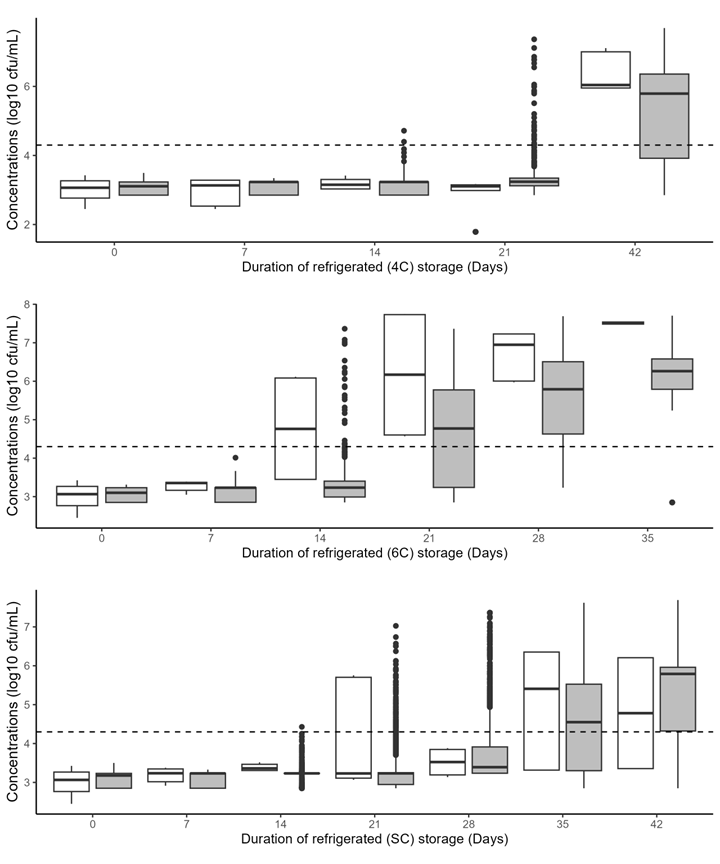 Concentrations (log10 cfu/mL)
6
4
2
0 7 14 21 42
Duration of refrigerated (4C) storage (Days)
Concentrations (log10 cfu/mL)
8
7
6
5
4
3
0 7 14 21 28 35
Duration of refrigerated (6C) storage (Days)
Concentrations (log10 cfu/mL)
7
6
5
4
3
0 7 14 21 28 35 42
Duration of refrigerated (SC) storage (Days)